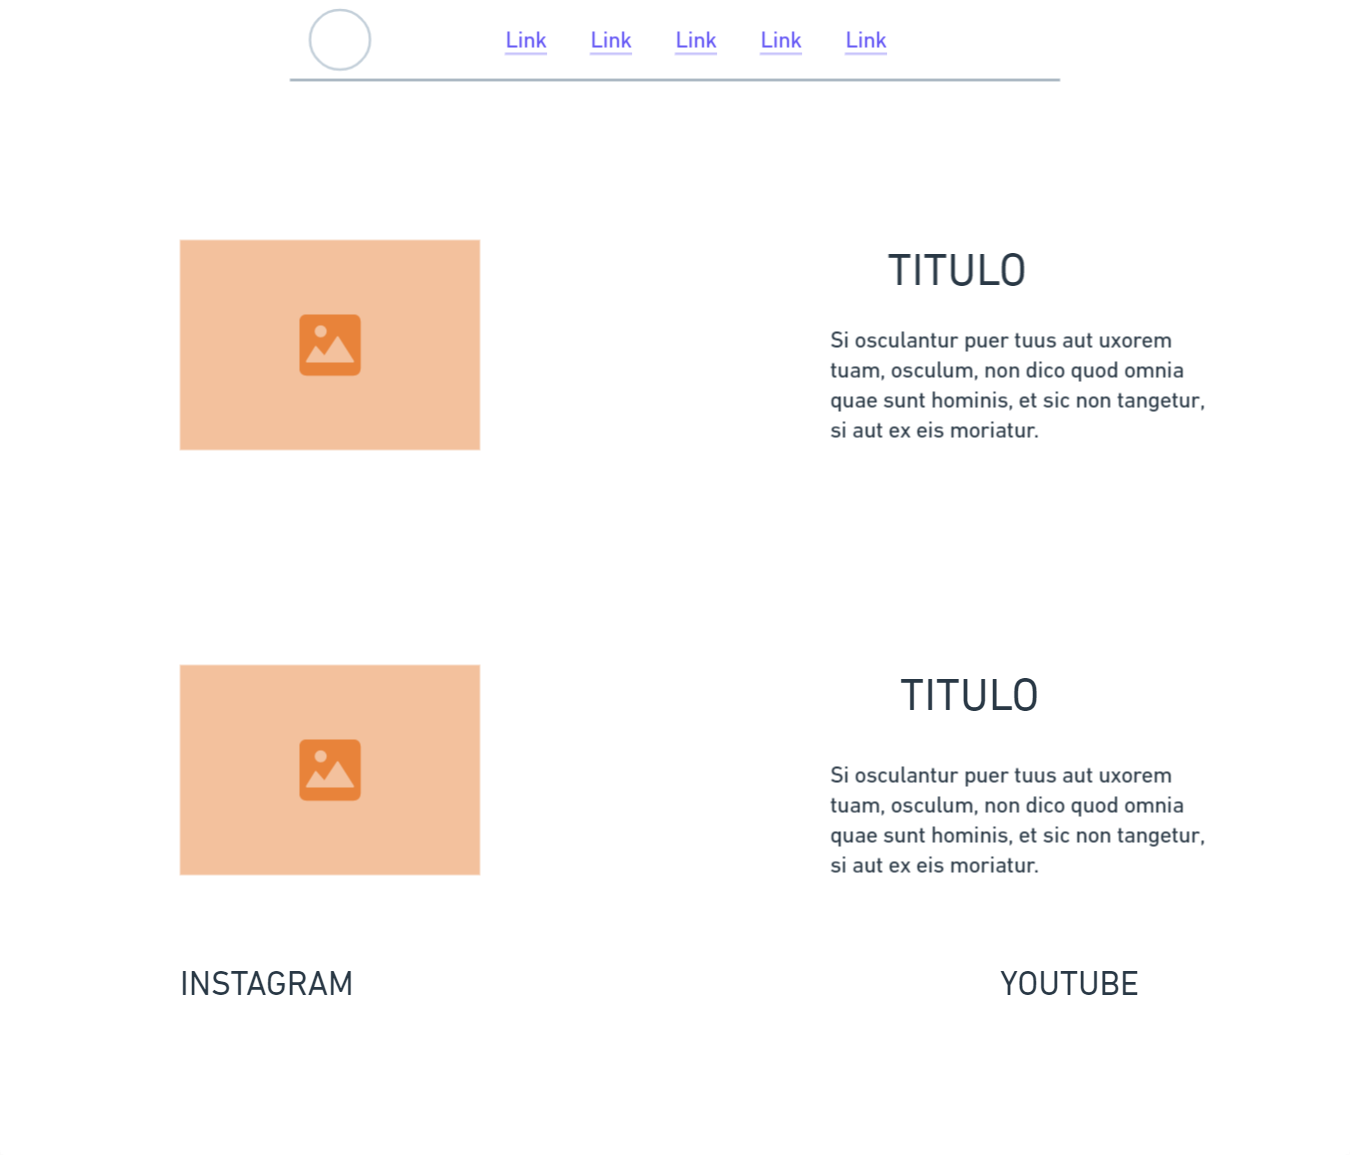 Link Link Link Link Link
TITULO
Si osculantur puer tuus aut uxorem
tuam, osculum, non dico quod omnia
quae sunt hominis, et sic non tangetur,
si aut ex eis moriatur.
TITULO
Si osculantur puer tuus aut uxorem
tuam, osculum, non dico quod omnia
quae sunt hominis, et sic non tangetur,
si aut ex eis moriatur.
INSTAGRAM YOUTUBE